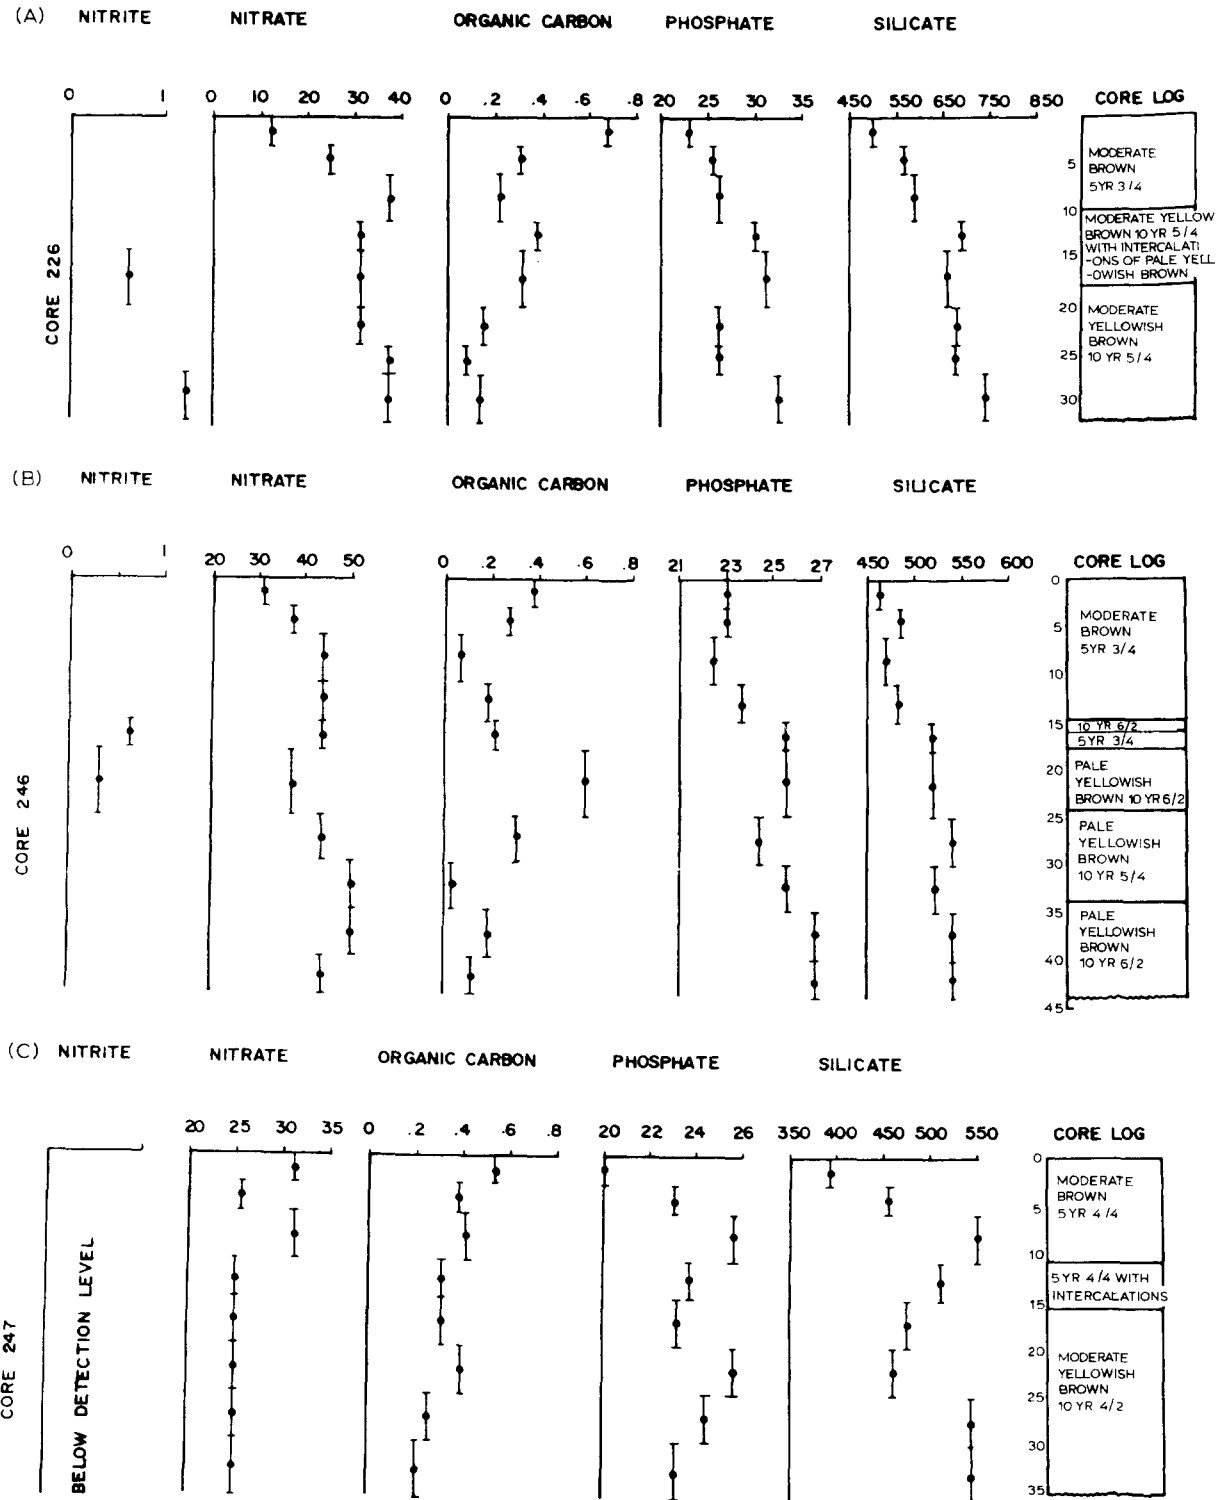 (A) NITRITE NITRATE ORGANIC CARBON PHOSPHATE SILICATE
0 1 0 10 20 30 40 0 .2 .4 .6 .8 20 25 30 35 450 550 650 750 850 CORE LOG
CORE 226
5
10
15
20
25
30
MODERATE
BROWN
5YR 3/4
MODERATE YELLOW
BROWN 10 YR 5/4
WITH INTERCALATI
-ONS OF PALE YELL
-OWISH BROWN
MODERATE
YELLOWISH
BROWN
10 YR 5/4
(B) NITRITE NITRATE ORGANIC CARBON PHOSPHATE SILICATE
0 1 20 30 40 50 0 .2 .4 .6 .8 21 23 25 27 450 500 550 600 CORE LOG
CORE 246
0
5
10
15
20
25
30
35
40
45
MODERATE
BROWN
5YR 3/4
10 YR 6/2
5YR 3/4
PALE
YELLOWISH
BROWN 10 YR 6/2
PALE
YELLOWISH
BROWN
10 YR 5/4
PALE
YELLOWISH
BROWN
10 YR 6/2
(C) NITRITE NITRATE ORGANIC CARBON PHOSPHATE SILICATE
20 25 30 35 0 .2 .4 .6 .8 20 22 24 26 350 400 450 500 550 CORE LOG
CORE 247
BELOW DETECTION LEVEL
0
5
10
15
20
25
30
35
MODERATE
BROWN
5YR 4/4
5YR 4/4 WITH
INTERCALATIONS
MODERATE
YELLOWISH
BROWN
10 YR 4/2